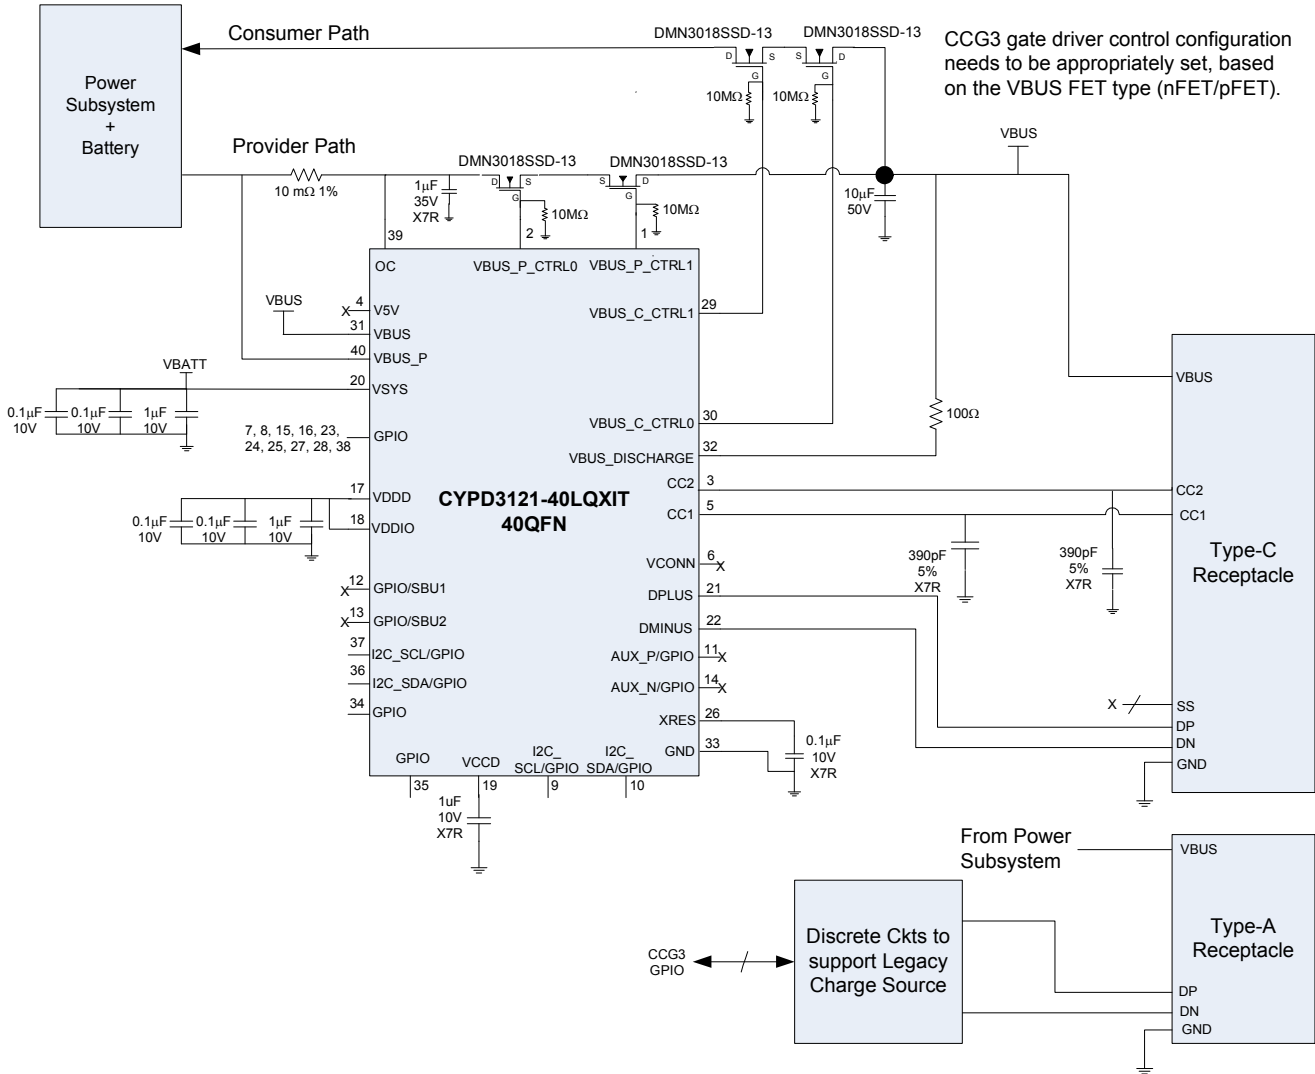 Consumer Path
DMN3018SSD-13
DMN3018SSD-13
CCG3 gate driver control configuration
needs to be appropriately set, based
on the VBUS FET type (nFET/pFET).
Power
Subsystem
+
Battery
D
S
G
S
D
G
10MΩ
10MΩ
VBUS
Provider Path
10 mΩ 1%
DMN3018SSD-13
DMN3018SSD-13
1µF
35V
X7R
D
S
G
S
D
G
10MΩ
10MΩ
10µF
50V
39
2
1
OC
VBUS_P_CTRL0
VBUS_P_CTRL1
VBUS
X
4
V5V
31
VBUS
40
VBUS_P
VBATT
20
VSYS
0.1µF
10V
0.1µF
10V
1µF
10V
7, 8, 15, 16, 23,
24, 25, 27, 28, 38
GPIO
17
VDDD
18
VDDIO
0.1µF
10V
0.1µF
10V
1µF
10V
X
12
GPIO/SBU1
X
13
GPIO/SBU2
37
I2C_SCL/GPIO
36
I2C_SDA/GPIO
34
GPIO
CYPD3121-40LQXIT
40QFN
VBUS_C_CTRL1
29
VBUS_C_CTRL0
30
VBUS_DISCHARGE
32
100Ω
CC2
3
CC1
5
VCONN
6
X
DPLUS
21
DMINUS
22
AUX_P/GPIO
11
X
AUX_N/GPIO
14
X
XRES
26
GND
33
0.1µF
10V
X7R
390pF
5%
X7R
390pF
5%
X7R
GPIO
35
VCCD
19
I2C_
SCL/GPIO
9
I2C_
SDA/GPIO
10
1uF
10V
X7R
VBUS
CC2
CC1
Type-C
Receptacle
X
SS
DP
DN
GND
From Power
Subsystem
VBUS
Type-A
Receptacle
DP
DN
GND
CCG3
GPIO
Discrete Ckts to
support Legacy
Charge Source